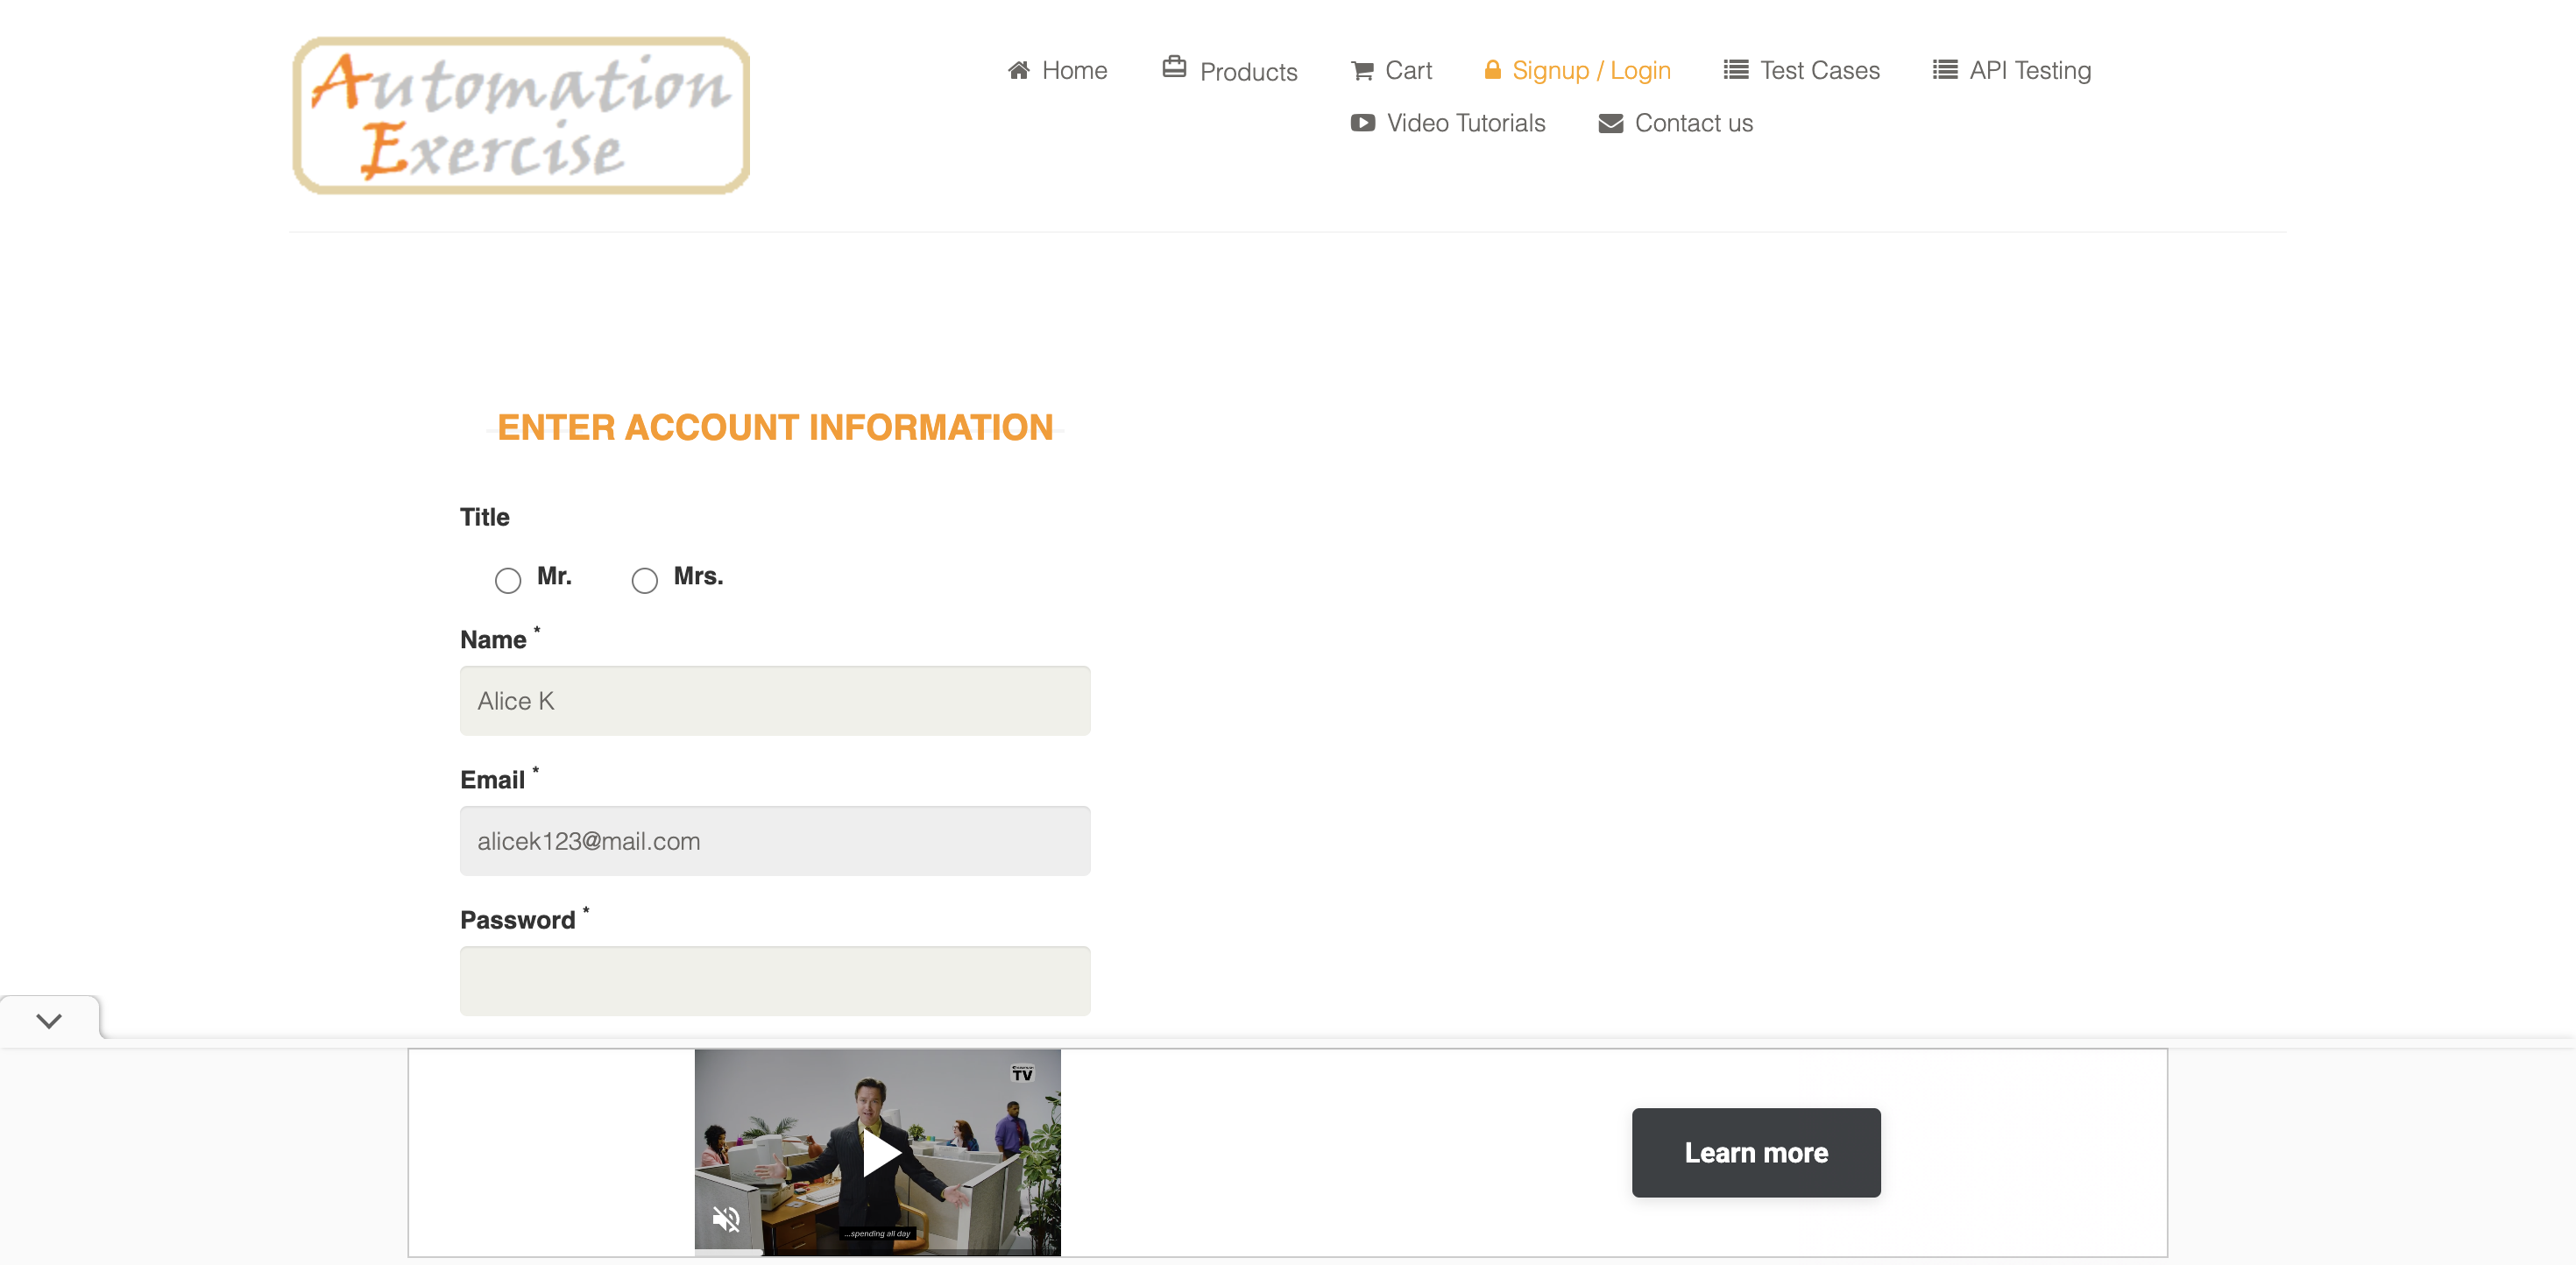 Automation
Exercise
Home Products Cart Signup / Login Test Cases API Testing
Video Tutorials Contact us
ENTER ACCOUNT INFORMATION
Title
Mr. Mrs.
Name *
Alice K
Email *
alicek123@mail.com
Password *
TV
...spending all day
Learn more